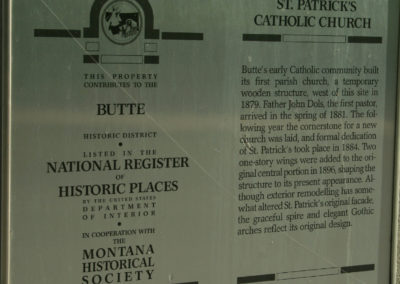 THIS PROPERTY
CONTRIBUTES TO THE
BUTTE
HISTORIC DISTRICT
•
LISTED IN THE
NATIONAL REGISTER
OF
HISTORIC PLACES
BY THE UNITED STATES
DEPARTMENT
OF INTERIOR
•
IN COOPERATION WITH
THE
MONTANA
HISTORICAL
SOCIETY
ST. PATRICK'S
CATHOLIC CHURCH
Butte's early Catholic community built
its first parish church, a temporary
wooden structure, west of this site in
1879. Father John Dols, the first pastor,
arrived in the spring of 1881. The fol-
lowing year the cornerstone for a new
church was laid, and formal dedication
of St. Patrick's took place in 1884. Two
one-story wings were added to the ori-
ginal central portion in 1896, shaping the
structure to its present appearance. Al-
though exterior remodelling has some-
what altered St. Patrick's original facade,
the graceful spire and elegant Gothic
arches reflect its original design.